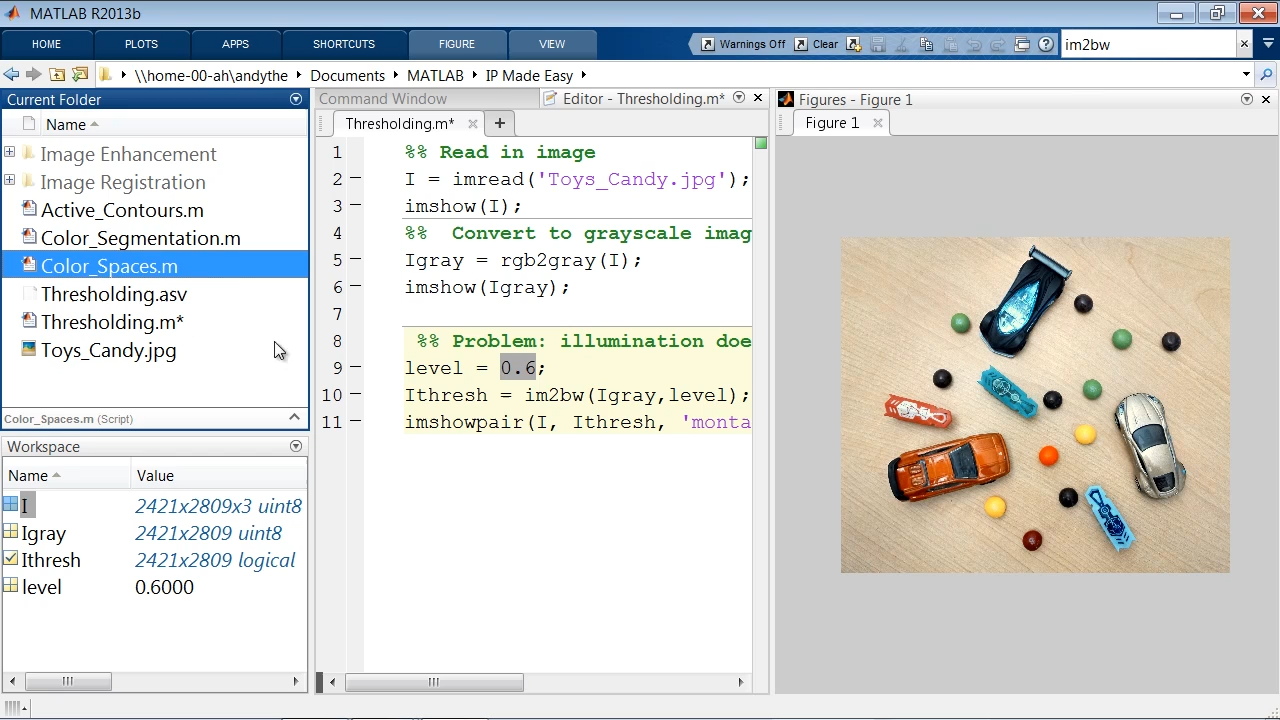 MATLAB R2013b
HOME PLOTS APPS SHORTCUTS FIGURE VIEW Warnings Off Clear im2bw
\\home-00-ah\andythe Documents MATLAB IP Made Easy
Current Folder
Name
Image Enhancement
Image Registration
Active_Contours.m
Color_Segmentation.m
Color_Spaces.m
Thresholding.asv
Thresholding.m*
Toys_Candy.jpg
Color_Spaces.m (Script)
Workspace
Name Value
I 2421x2809x3 uint8
Igray 2421x2809 uint8
Ithresh 2421x2809 logical
level 0.6000
Command Window Editor - Thresholding.m*
Thresholding.m* +
1 %% Read in image
2 I = imread('Toys_Candy.jpg');
3 imshow(I);
4 %% Convert to grayscale imag
5 Igray = rgb2gray(I);
6 imshow(Igray);
7
8 %% Problem: illumination doe
9 level = 0.6;
10 Ithresh = im2bw(Igray,level);
11 imshowpair(I, Ithresh, 'monta
Figures - Figure 1
Figure 1